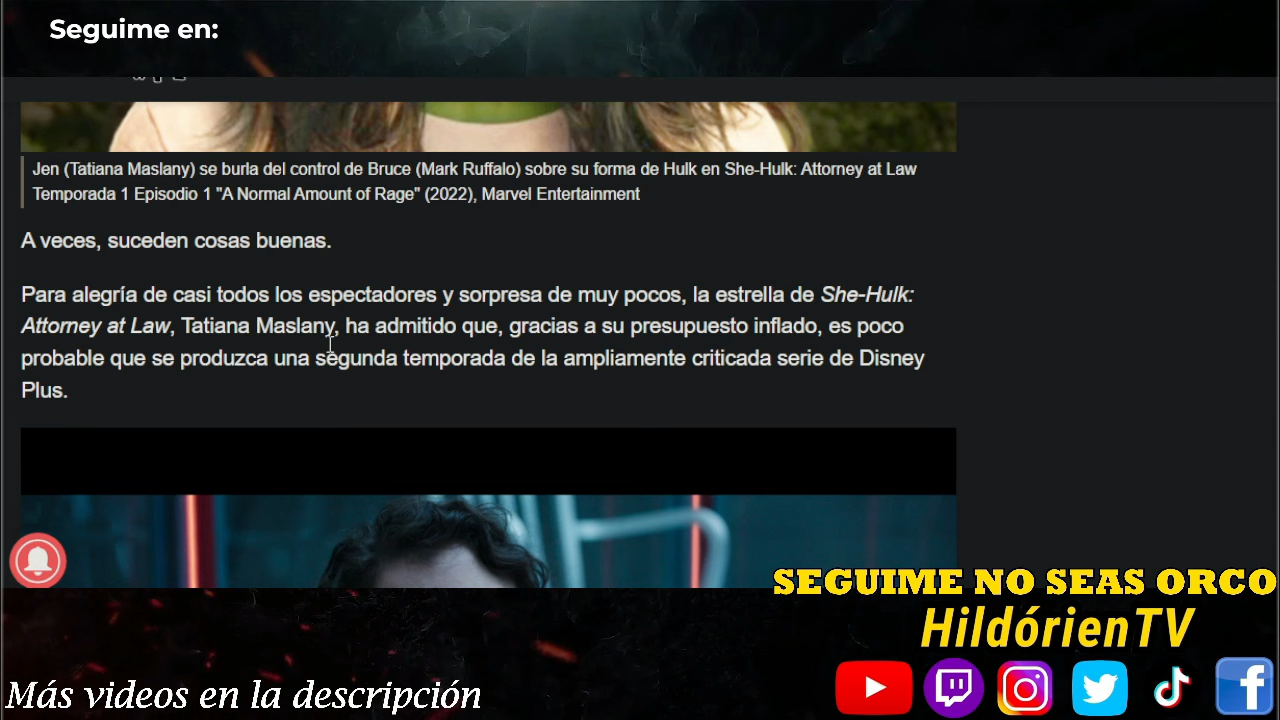 Seguime en:
Jen (Tatiana Maslany) se burla del control de Bruce (Mark Ruffalo) sobre su forma de Hulk en She-Hulk: Attorney at Law
Temporada 1 Episodio 1 "A Normal Amount of Rage" (2022), Marvel Entertainment
A veces, suceden cosas buenas.
Para alegría de casi todos los espectadores y sorpresa de muy pocos, la estrella de She-Hulk:
Attorney at Law, Tatiana Maslany, ha admitido que, gracias a su presupuesto inflado, es poco
probable que se produzca una segunda temporada de la ampliamente criticada serie de Disney
Plus.
SEGUIME NO SEAS ORCO
HildórienTV
Más videos en la descripción